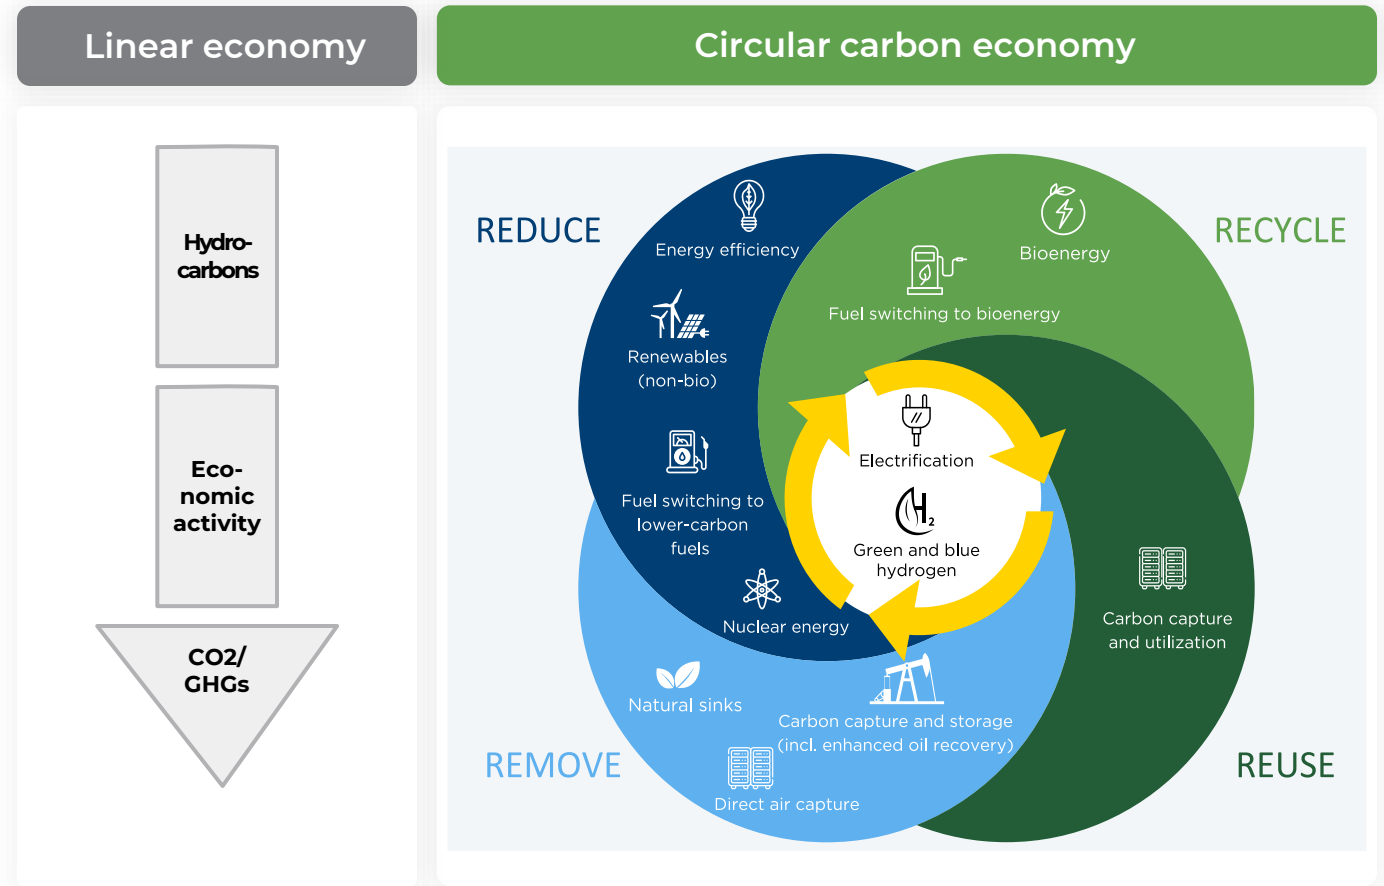 Linear economy
Circular carbon economy
Hydro-
carbons
Eco-
nomic
activity
CO2/
GHGs
REDUCE
RECYCLE
Energy efficiency
Bioenergy
Fuel switching to bioenergy
Renewables
(non-bio)
Electrification
Fuel switching to
lower-carbon
fuels
H2
Green and blue
hydrogen
Nuclear energy
Carbon capture
and utilization
Natural sinks
Carbon capture and storage
(incl. enhanced oil recovery)
REMOVE
REUSE
Direct air capture